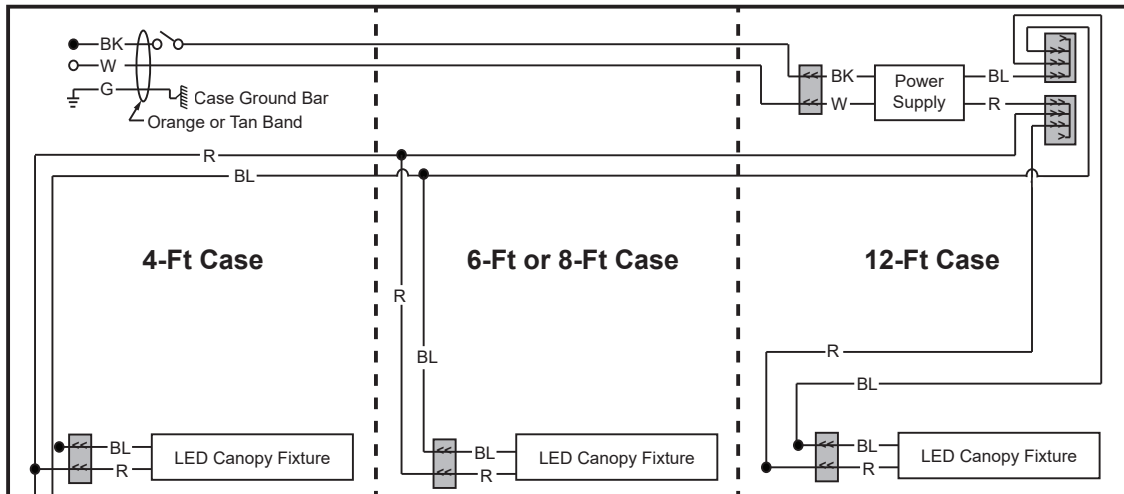 BK
W
G
Case Ground Bar
Orange or Tan Band
BK
W
Power
Supply
BL
R
R
BL
4-Ft Case
6-Ft or 8-Ft Case
12-Ft Case
R
BL
R
BL
BL
R
LED Canopy Fixture
BL
R
LED Canopy Fixture
BL
R
LED Canopy Fixture